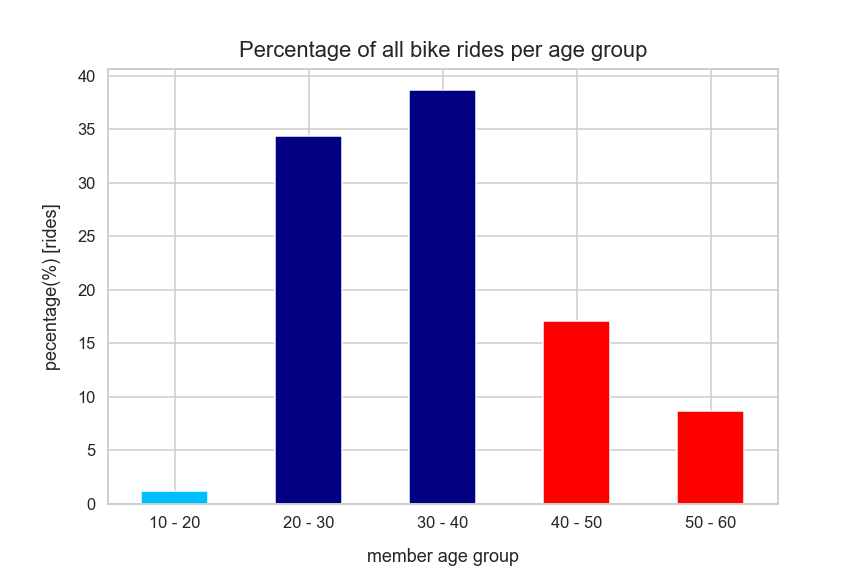 Percentage of all bike rides per age group
40
35
30
25
20
15
10
5
0
pecentage(%) [rides]
10 - 20 20 - 30 30 - 40 40 - 50 50 - 60
member age group